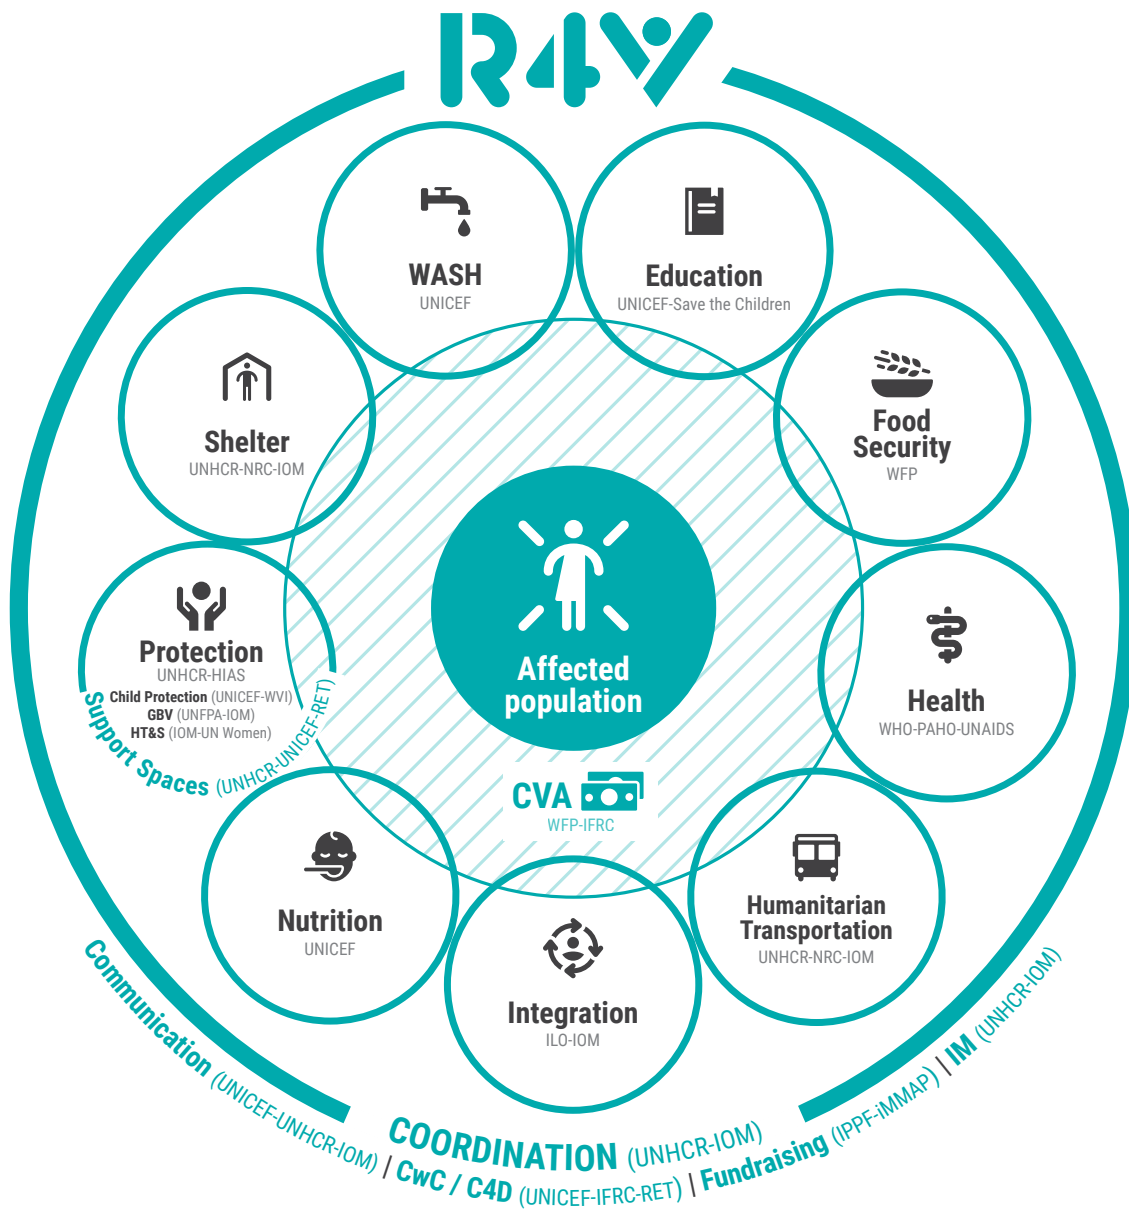 R4V
WASH
UNICEF
Education
UNICEF-Save the Children
Shelter
UNHCR-NRC-IOM
Food
Security
WFP
Protection
UNHCR-HIAS
Child Protection (UNICEF-WVI)
GBV (UNFPA-IOM)
HT&S (IOM-UN Women)
Support Spaces (UNHCR-UNICEF-RET)
Affected
population
Health
WHO-PAHO-UNAIDS
CVA
WFP-IFRC
Nutrition
UNICEF
Humanitarian
Transportation
UNHCR-NRC-IOM
Integration
ILO-IOM
COORDINATION (UNHCR-IOM)
Communication (UNICEF-UNHCR-IOM) | CwC / C4D (UNICEF-IFRC-RET) | Fundraising (IPPF-iMMAP) | IM (UNHCR-IOM)